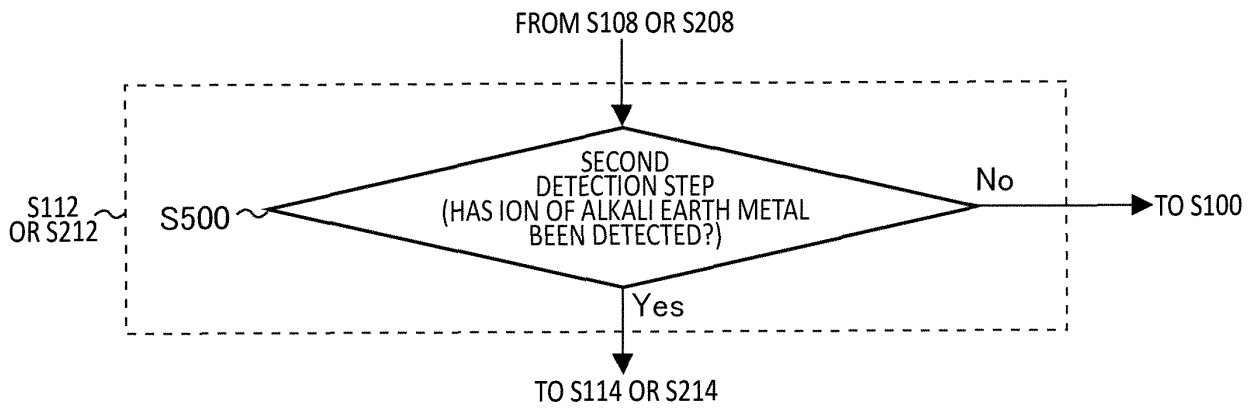 FROM S108 OR S208
SECOND
DETECTION STEP
(HAS ION OF ALKALI EARTH METAL
BEEN DETECTED?)
No
TO S100
S112
OR S212
S500
Yes
TO S114 OR S214